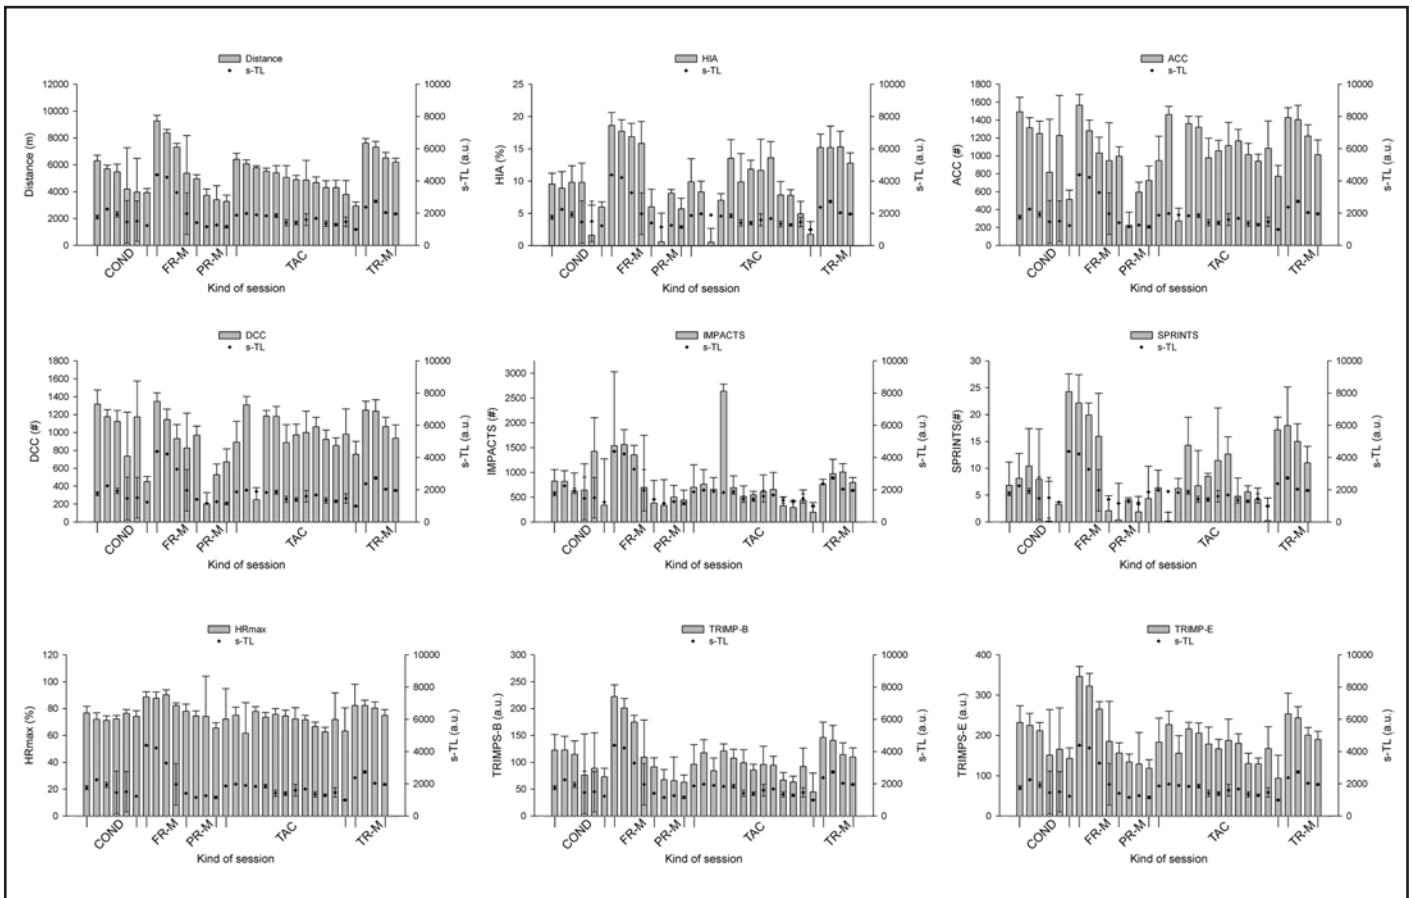 Distance
s-TL
12000
10000
8000
6000
4000
2000
0
Distance (m)
10000
8000
6000
4000
2000
0
s-TL (a.u.)
COND
FR-M
PR-M
TAC
TR-M
Kind of session
HIA
s-TL
25
20
15
10
5
0
HIA (%)
10000
8000
6000
4000
2000
0
s-TL (a.u.)
COND
FR-M
PR-M
TAC
TR-M
Kind of session
ACC
s-TL
1800
1600
1400
1200
1000
800
600
400
200
0
ACC (#)
10000
8000
6000
4000
2000
0
s-TL (a.u.)
COND
FR-M
PR-M
TAC
TR-M
Kind of session
DCC
s-TL
1800
1600
1400
1200
1000
800
600
400
200
0
DCC (#)
10000
8000
6000
4000
2000
0
s-TL (a.u.)
COND
FR-M
PR-M
TAC
TR-M
Kind of session
IMPACTS
s-TL
3000
2500
2000
1500
1000
500
0
IMPACTS (#)
10000
8000
6000
4000
2000
0
s-TL (a.u.)
COND
FR-M
PR-M
TAC
TR-M
Kind of session
SPRINTS
s-TL
30
25
20
15
10
5
0
SPRINTS(#)
10000
8000
6000
4000
2000
0
s-TL (a.u.)
COND
FR-M
PR-M
TAC
TR-M
Kind of session
HRmax
s-TL
120
100
80
60
40
20
0
HRmax (%)
10000
8000
6000
4000
2000
0
s-TL (a.u.)
COND
FR-M
PR-M
TAC
TR-M
Kind of session
TRIMP-B
s-TL
300
250
200
150
100
50
0
TRIMPS-B (a.u.)
10000
8000
6000
4000
2000
0
s-TL (a.u.)
COND
FR-M
PR-M
TAC
TR-M
Kind of session
TRIMP-E
s-TL
400
300
200
100
0
TRIMPS-E (a.u.)
10000
8000
6000
4000
2000
0
s-TL (a.u.)
COND
FR-M
PR-M
TAC
TR-M
Kind of session